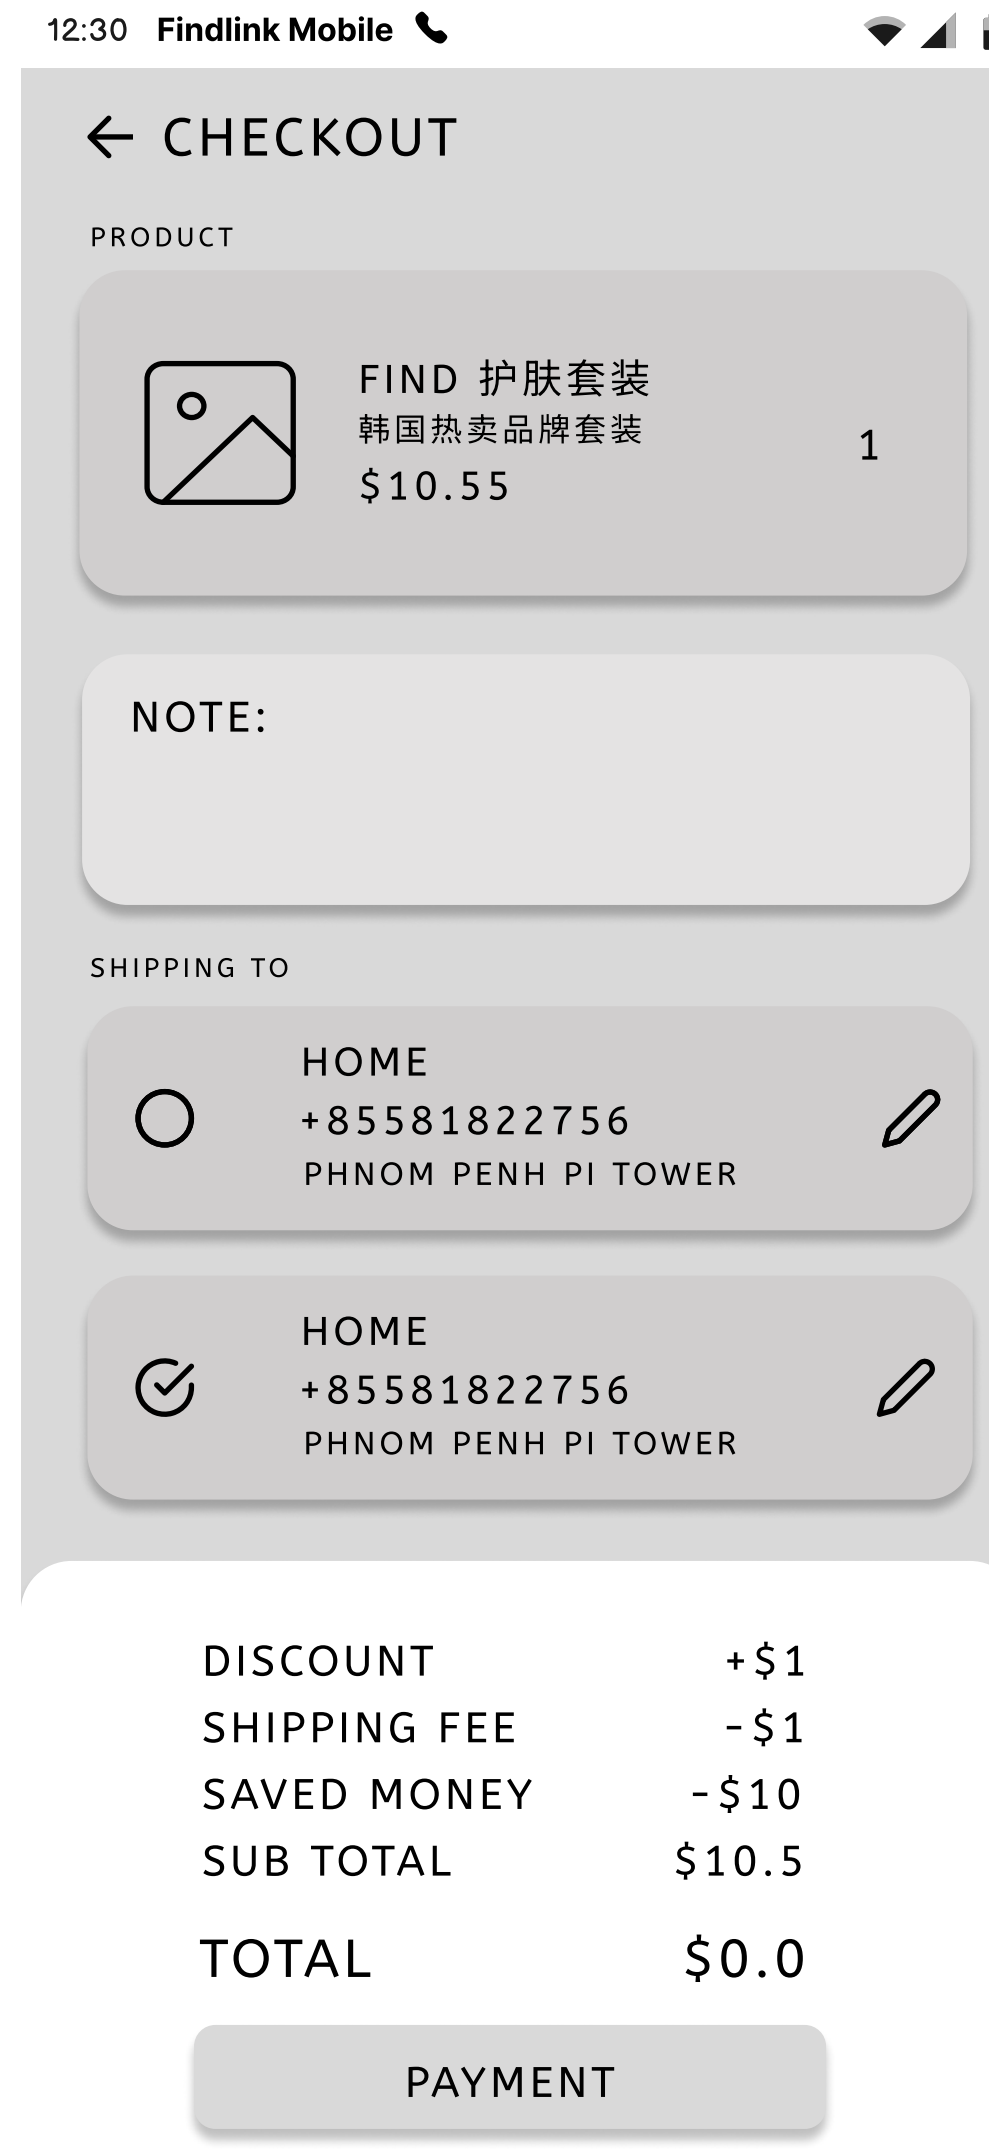 12:30 Findlink Mobile
CHECKOUT
PRODUCT
FIND 护肤套装
韩国热卖品牌套装
$10.55
1
NOTE:
SHIPPING TO
HOME
+85581822756
PHNOM PENH PI TOWER
HOME
+85581822756
PHNOM PENH PI TOWER
DISCOUNT +$1
SHIPPING FEE -$1
SAVED MONEY -$10
SUB TOTAL $10.5
TOTAL $0.0
PAYMENT